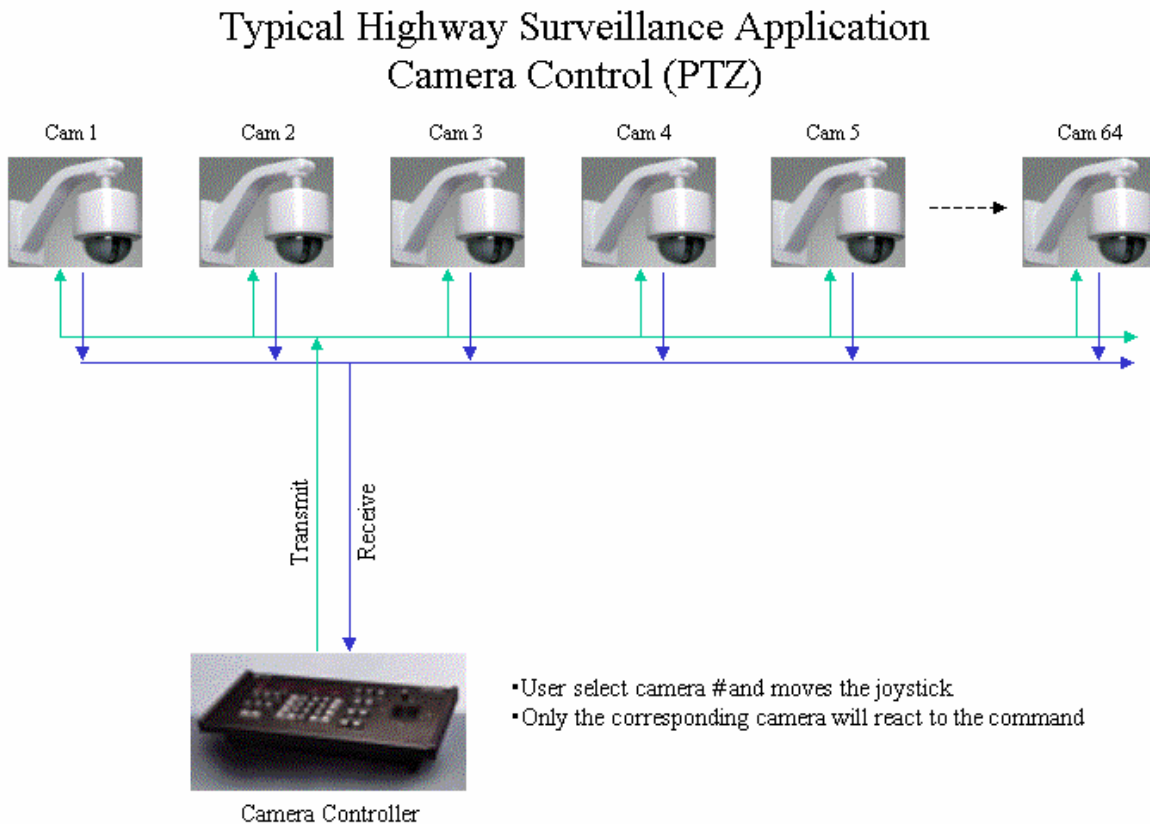 Typical Highway Surveillance Application
Camera Control (PTZ)
Cam 1
Cam 2
Cam 3
Cam 4
Cam 5
Cam 64
Transmit
Receive
•User select camera #and moves the joystick
•Only the corresponding camera will react to the command
Camera Controller